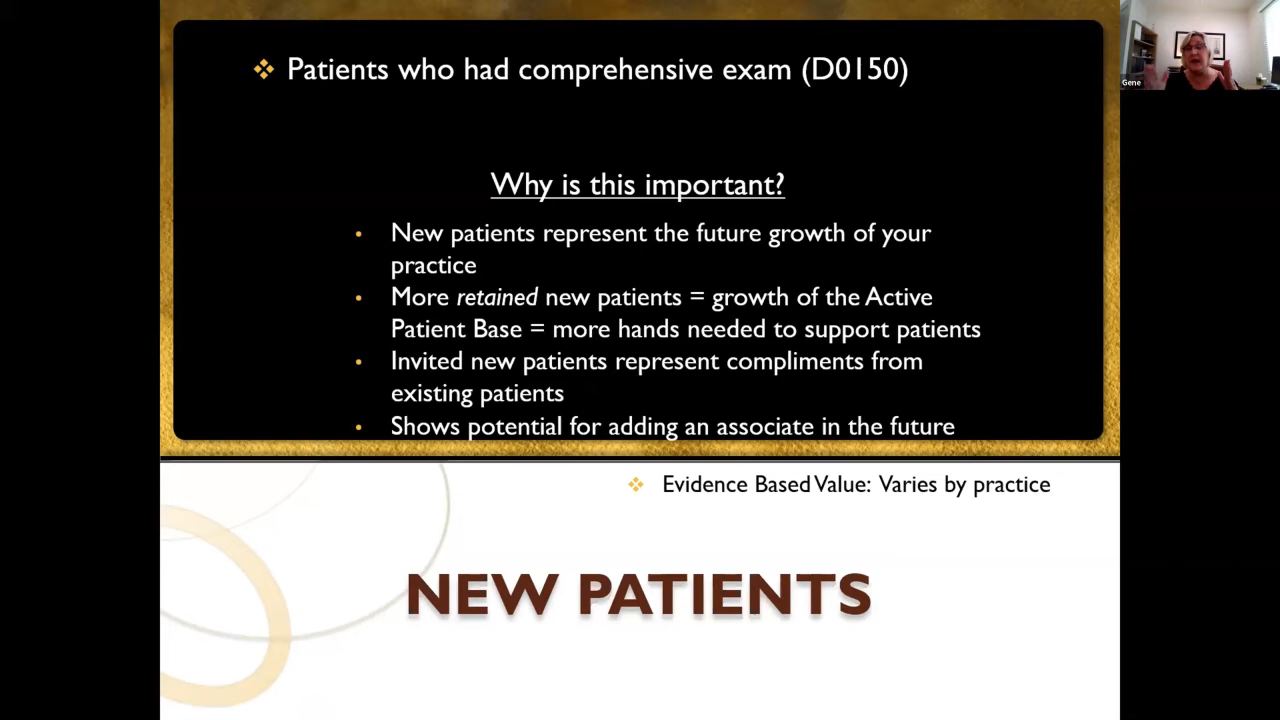 Patients who had comprehensive exam (D0150)
Gene
Why is this important?
New patients represent the future growth of your
practice
More retained new patients = growth of the Active
Patient Base = more hands needed to support patients
Invited new patients represent compliments from
existing patients
Shows potential for adding an associate in the future
Evidence Based Value: Varies by practice
NEW PATIENTS